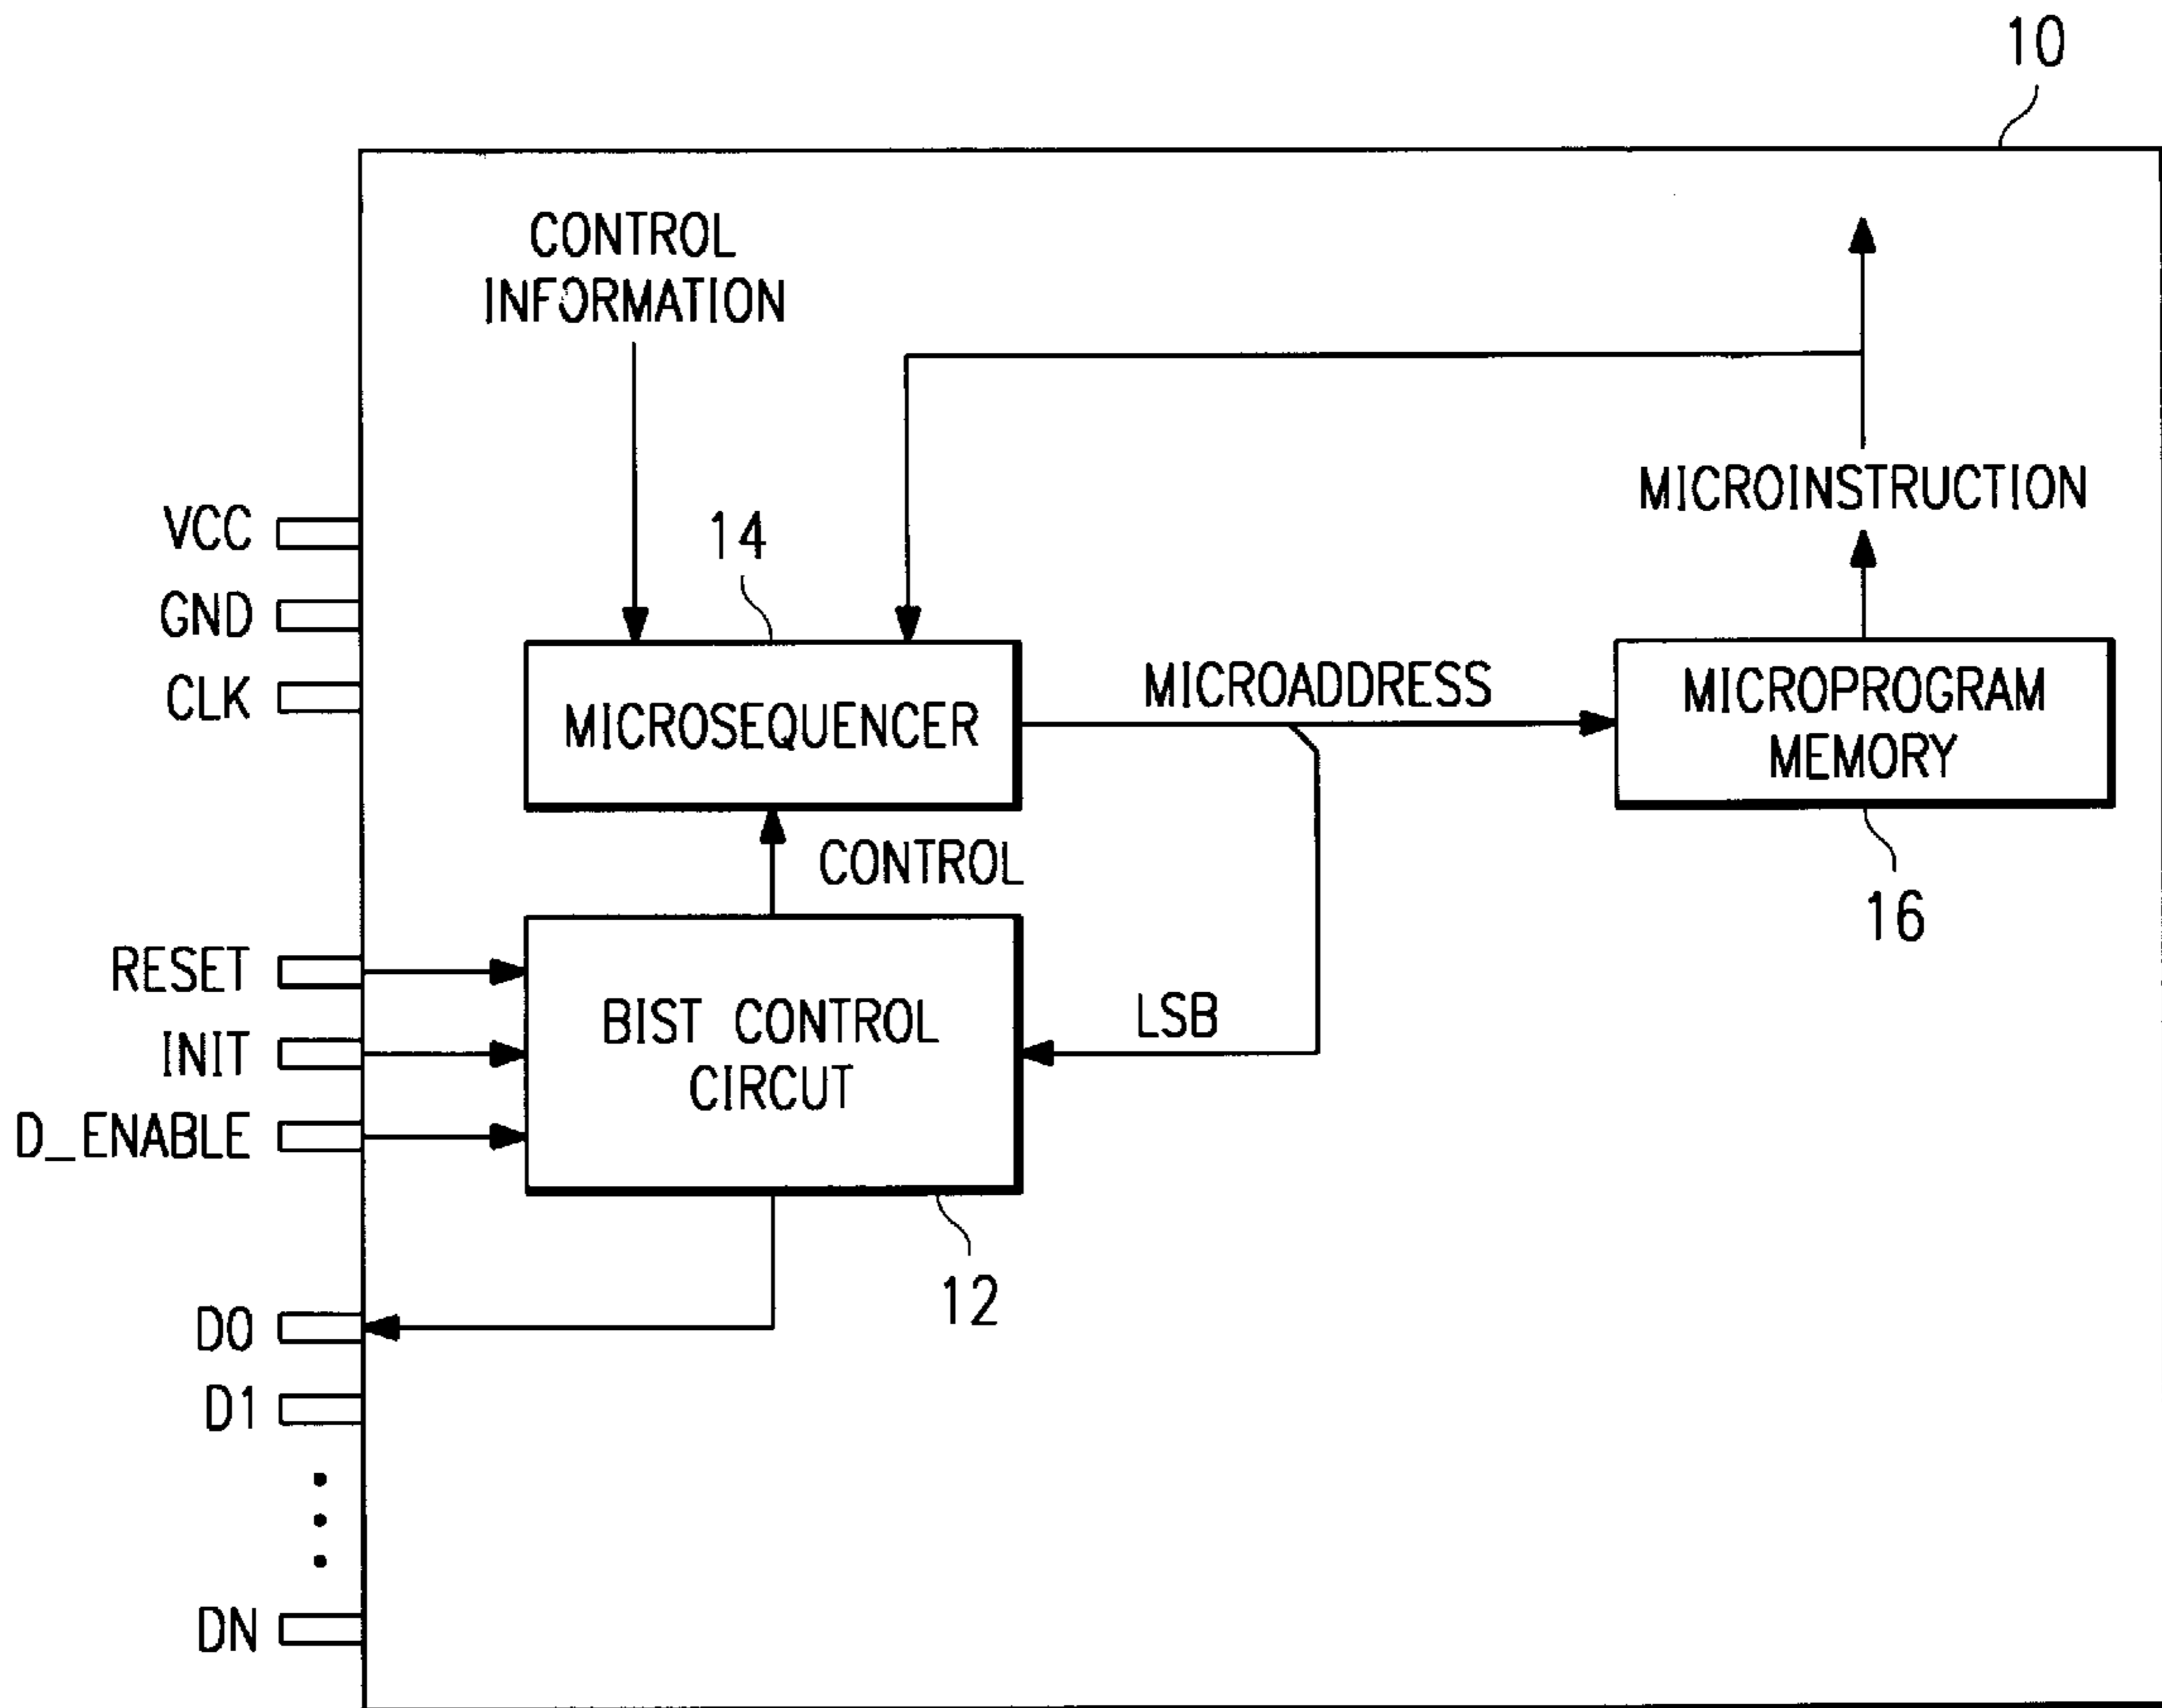 10
CONTROL
INFORMATION
MICROINSTRUCTION
VCC
14
GND
CLK
MICROSEQUENCER
MICROADDRESS
MICROPROGRAM
MEMORY
CONTROL
16
RESET
INIT
D_ENABLE
BIST CONTROL
CIRCUT
LSB
12
D0
D1
DN